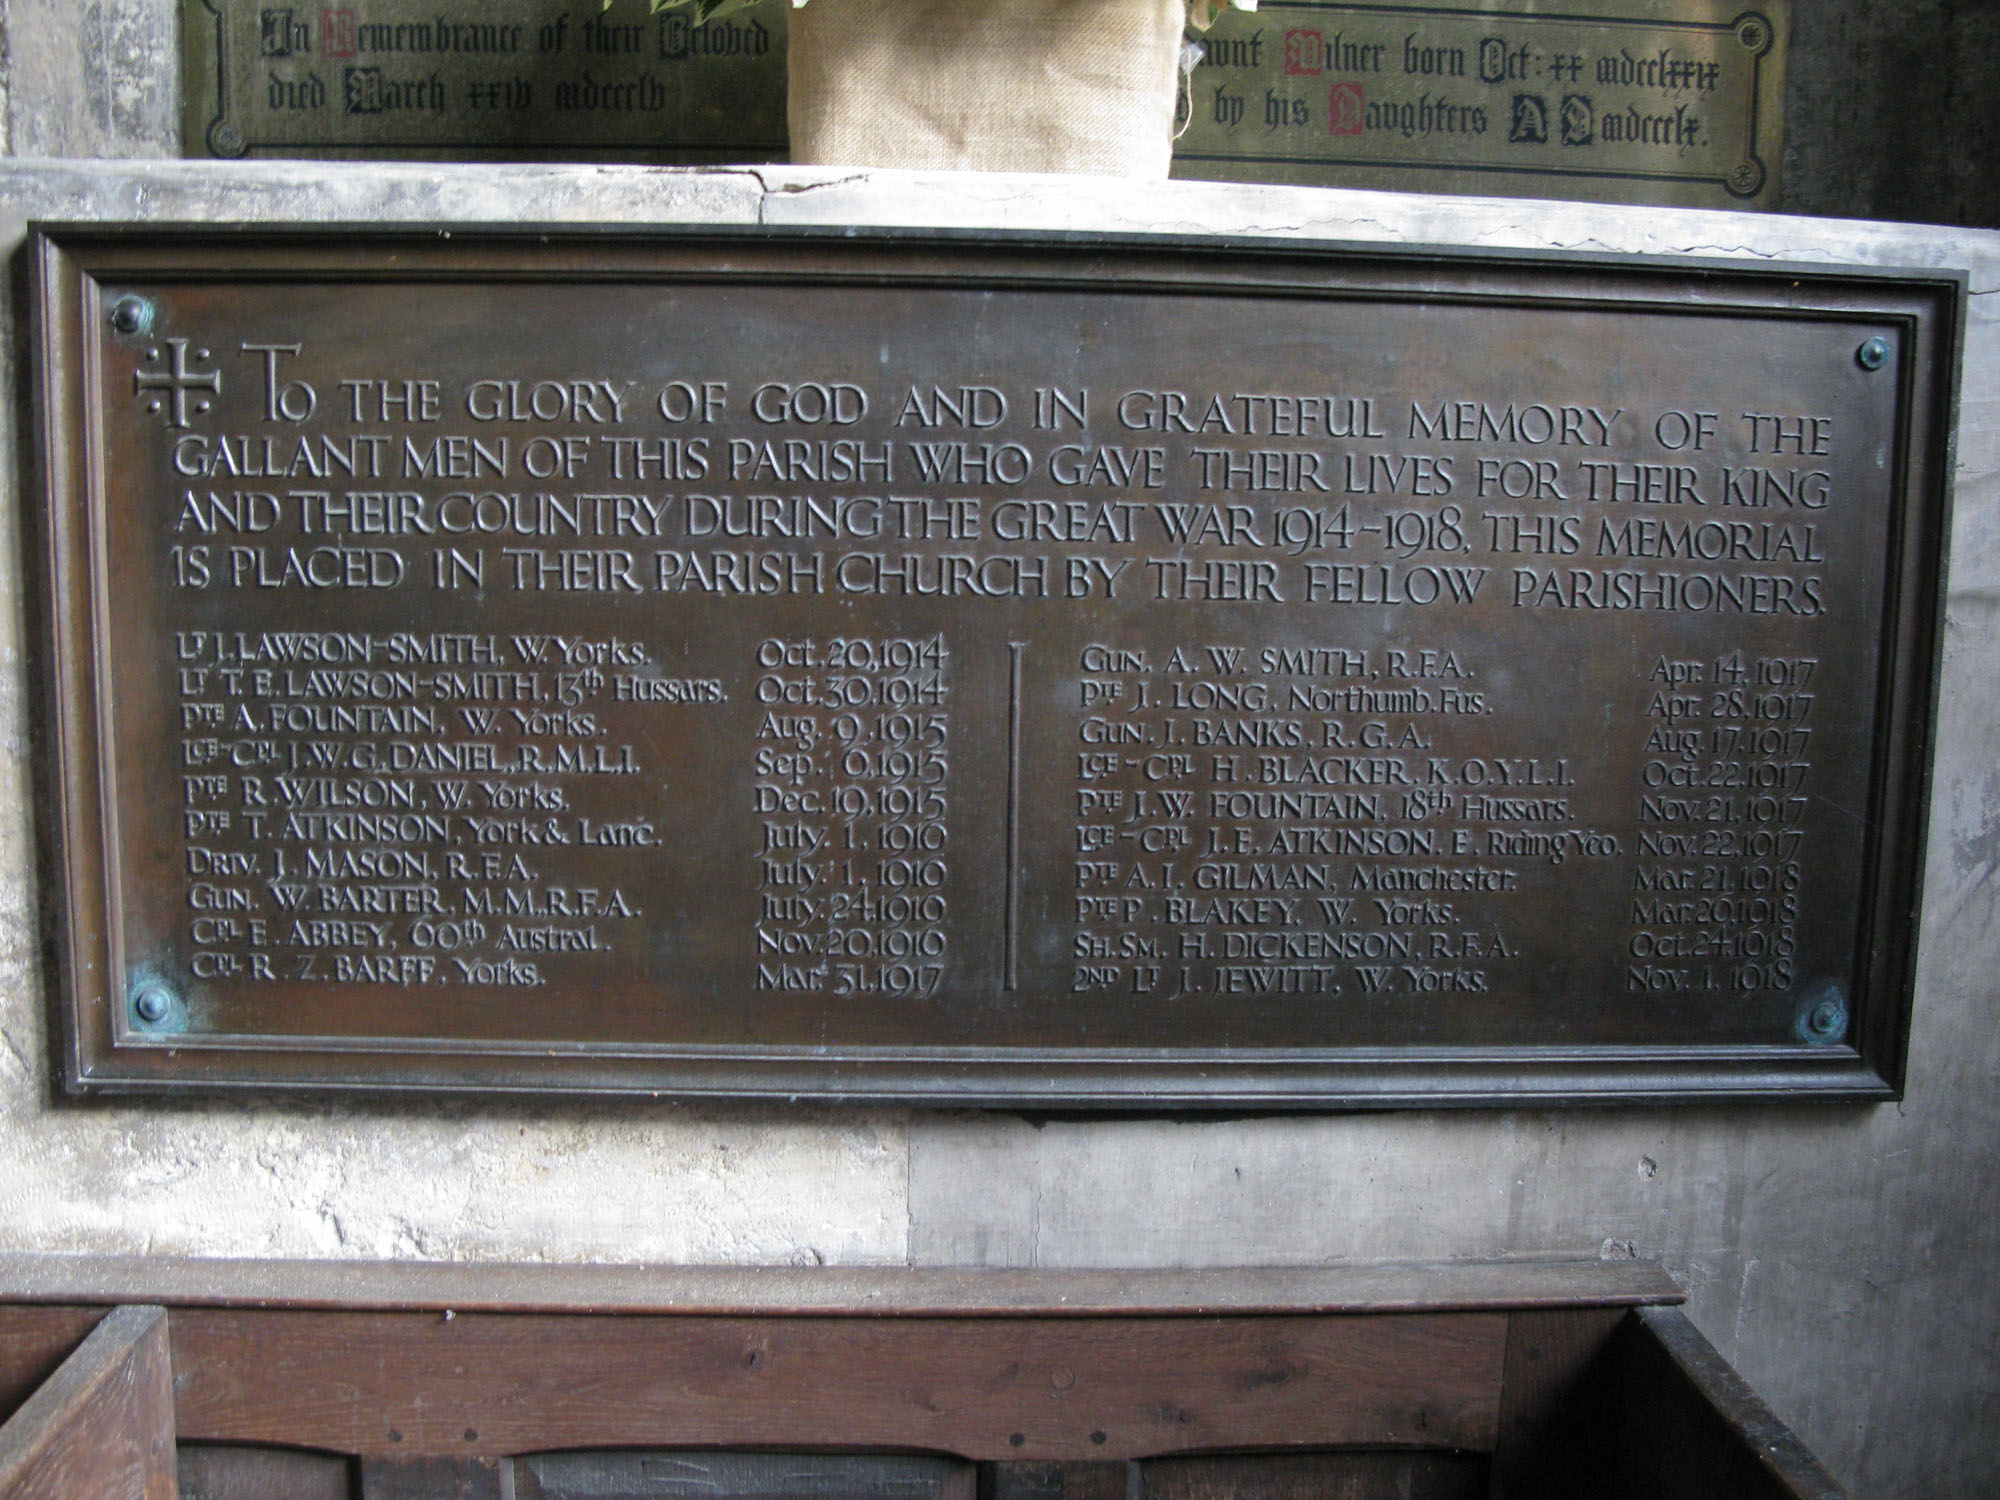 In Remembrance of their Beloved
died March xxiv mdccclv
Milner born Oct: xx mdcclxxix
by his Daughters A D mdccclx.
To THE GLORY OF GOD AND IN GRATEFUL MEMORY OF THE
GALLANT MEN OF THIS PARISH WHO GAVE THEIR LIVES FOR THEIR KING
AND THEIR COUNTRY DURING THE GREAT WAR 1914-1918. THIS MEMORIAL
IS PLACED IN THEIR PARISH CHURCH BY THEIR FELLOW PARISHIONERS.
LT J. LAWSON-SMITH, W. Yorks. Oct. 20, 1914
LT T. E. LAWSON-SMITH, 13th Hussars. Oct. 30, 1914
PTE A. FOUNTAIN, W. Yorks. Aug. 9, 1915
LCE-CPL J. W. G. DANIEL, R.M.L.I. Sep. 6, 1915
PTE R. WILSON, W. Yorks. Dec. 19, 1915
PTE T. ATKINSON, York & Lanc. July. 1, 1916
DRIV. J. MASON, R.F.A. July. 1, 1916
GUN. W. BARTER, M.M., R.F.A. July. 24, 1916
CPL E. ABBEY, 60th Austral. Nov. 20, 1916
CPL R. Z. BARFF, Yorks. Mar. 31, 1917
GUN. A. W. SMITH, R.F.A. Apr. 14, 1917
PTE J. LONG, Northumb. Fus. Apr. 28, 1917
GUN. J. BANKS, R.G.A. Aug. 17, 1917
LCE-CPL H. BLACKER, K.O.Y.L.I. Oct. 22, 1917
PTE J. W. FOUNTAIN, 18th Hussars. Nov. 21, 1917
LCE-CPL J. E. ATKINSON. E. Riding Yeo. Nov. 22, 1917
PTE A. I. GILMAN, Manchester. Mar. 21, 1918
PTE P. BLAKEY, W. Yorks. Mar. 29, 1918
SH. SM. H. DICKENSON, R.F.A. Oct. 24, 1618
2ND LT J. JEWITT, W. Yorks. Nov. 1, 1918